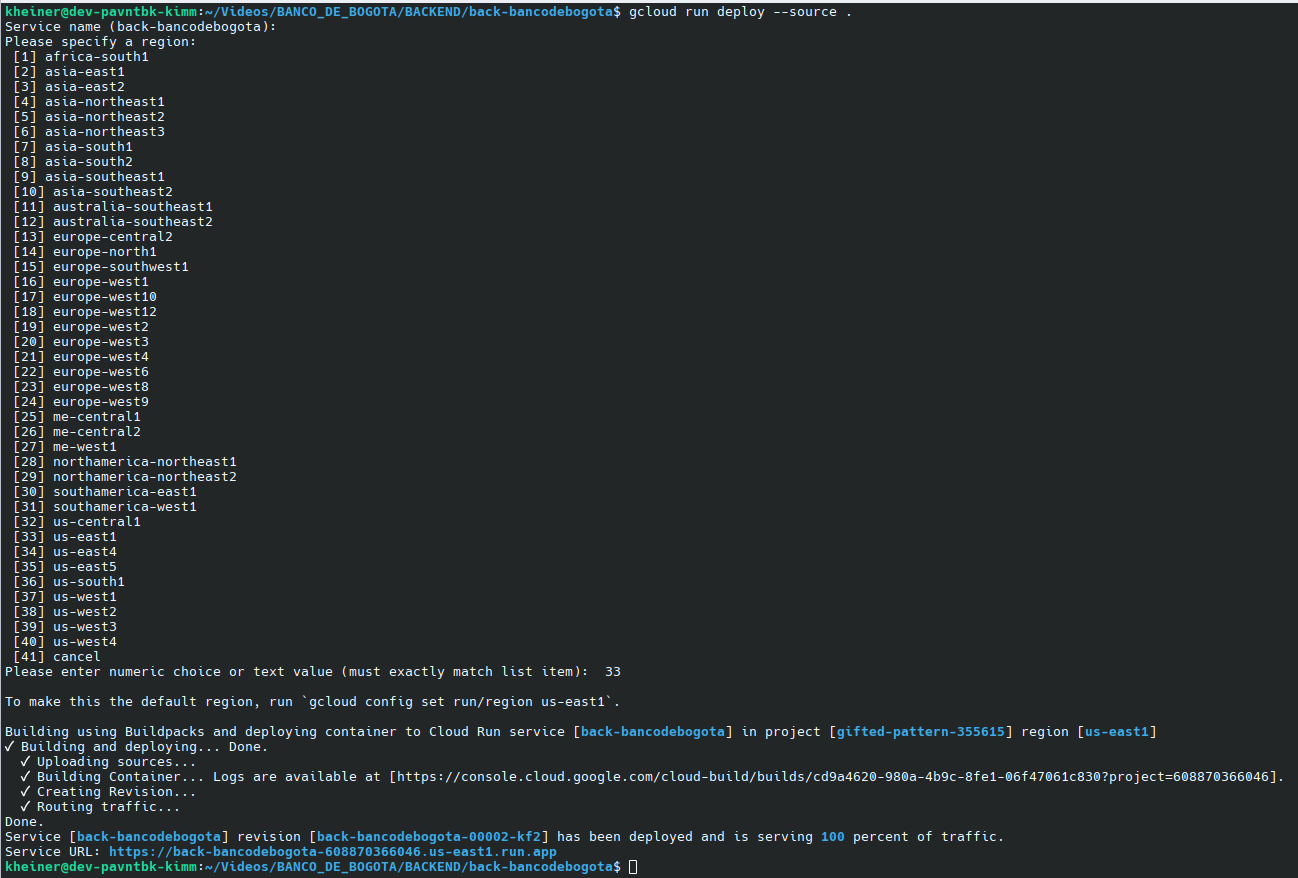 kheiner@dev-pavntbk-kimm:~/Videos/BANCO_DE_BOGOTA/BACKEND/back-bancodebogota$ gcloud run deploy --source .
Service name (back-bancodebogota):
Please specify a region:
[1] africa-south1
[2] asia-east1
[3] asia-east2
[4] asia-northeast1
[5] asia-northeast2
[6] asia-northeast3
[7] asia-south1
[8] asia-south2
[9] asia-southeast1
[10] asia-southeast2
[11] australia-southeast1
[12] australia-southeast2
[13] europe-central2
[14] europe-north1
[15] europe-southwest1
[16] europe-west1
[17] europe-west10
[18] europe-west12
[19] europe-west2
[20] europe-west3
[21] europe-west4
[22] europe-west6
[23] europe-west8
[24] europe-west9
[25] me-central1
[26] me-central2
[27] me-west1
[28] northamerica-northeast1
[29] northamerica-northeast2
[30] southamerica-east1
[31] southamerica-west1
[32] us-central1
[33] us-east1
[34] us-east4
[35] us-east5
[36] us-south1
[37] us-west1
[38] us-west2
[39] us-west3
[40] us-west4
[41] cancel
Please enter numeric choice or text value (must exactly match list item):  33
To make this the default region, run `gcloud config set run/region us-east1`.
Building using Buildpacks and deploying container to Cloud Run service [back-bancodebogota] in project [gifted-pattern-355615] region [us-east1]
✓ Building and deploying... Done.
✓ Uploading sources...
✓ Building Container... Logs are available at [https://console.cloud.google.com/cloud-build/builds/cd9a4620-980a-4b9c-8fe1-06f47061c830?project=608870366046].
✓ Creating Revision...
✓ Routing traffic...
Done.
Service [back-bancodebogota] revision [back-bancodebogota-00002-kf2] has been deployed and is serving 100 percent of traffic.
Service URL: https://back-bancodebogota-608870366046.us-east1.run.app
kheiner@dev-pavntbk-kimm:~/Videos/BANCO_DE_BOGOTA/BACKEND/back-bancodebogota$